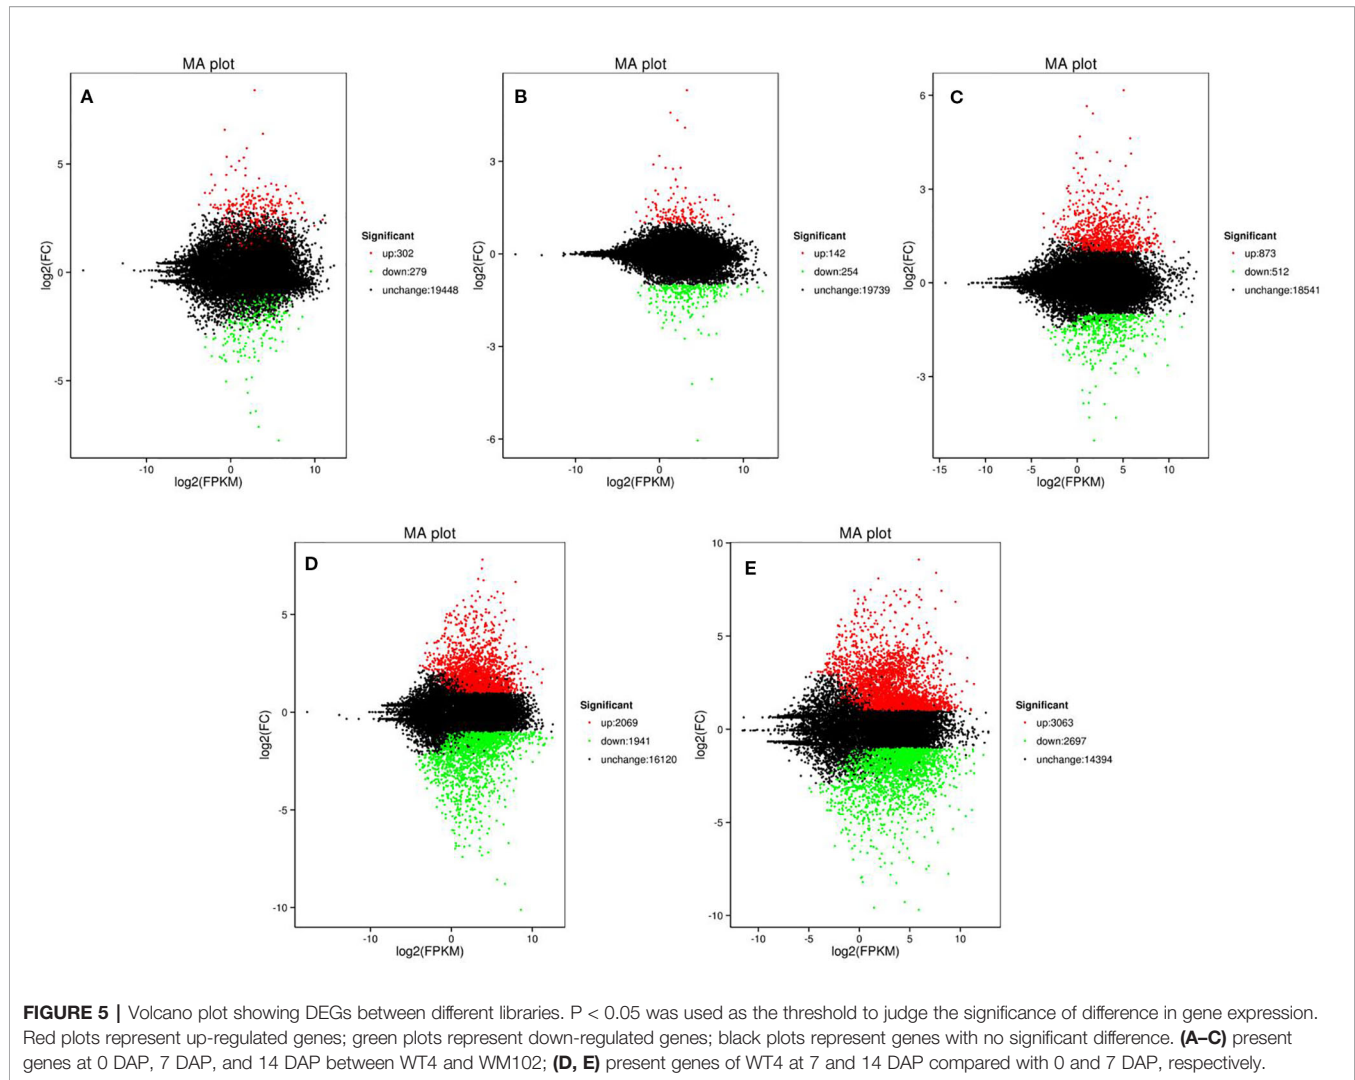 MA plot
A
5
0
-5
log2(FC)
-10
0
10
log2(FPKM)
Significant
up:302
down:279
unchange:19448
MA plot
B
3
0
-3
-6
log2(FC)
-10
0
10
log2(FPKM)
Significant
up:142
down:254
unchange:19739
MA plot
C
6
3
0
-3
log2(FC)
-15
-10
-5
0
5
10
log2(FPKM)
Significant
up:873
down:512
unchange:18541
MA plot
D
5
0
-5
-10
log2(FC)
-10
0
10
log2(FPKM)
Significant
up:2069
down:1941
unchange:16120
MA plot
E
10
5
0
-5
-10
log2(FC)
-10
-5
0
5
10
log2(FPKM)
Significant
up:3063
down:2697
unchange:14394
FIGURE 5 | Volcano plot showing DEGs between different libraries. P < 0.05 was used as the threshold to judge the significance of difference in gene expression.
Red plots represent up-regulated genes; green plots represent down-regulated genes; black plots represent genes with no significant difference. (A–C) present
genes at 0 DAP, 7 DAP, and 14 DAP between WT4 and WM102; (D, E) present genes of WT4 at 7 and 14 DAP compared with 0 and 7 DAP, respectively.